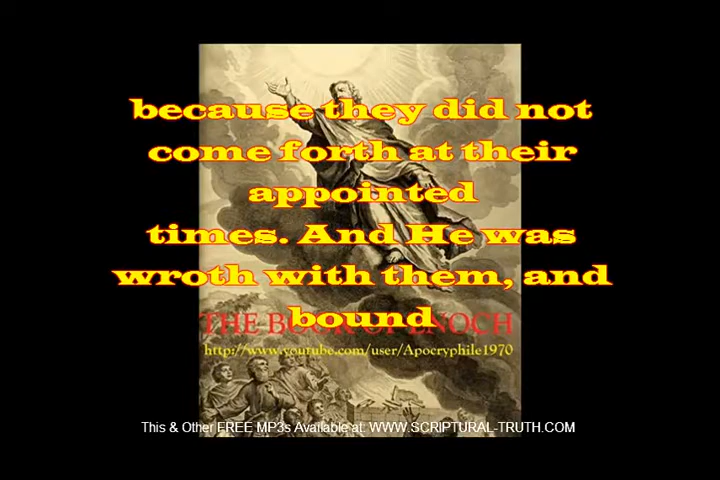 because they did not
come forth at their
appointed
times. And He was
wroth with them, and
bound
THE BOOK OF ENOCH
http://www.youtube.com/user/Apocryphile1970
This & Other FREE MP3s Available at: WWW.SCRIPTURAL-TRUTH.COM